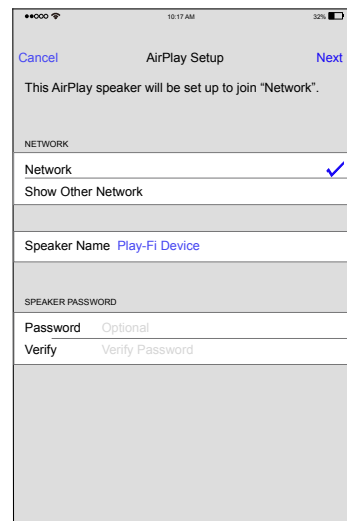 10:17 AM 32%
Cancel AirPlay Setup Next
This AirPlay speaker will be set up to join “Network”.
NETWORK
Network
Show Other Network
Speaker Name Play-Fi Device
SPEAKER PASSWORD
Password Optional
Verify Verify Password